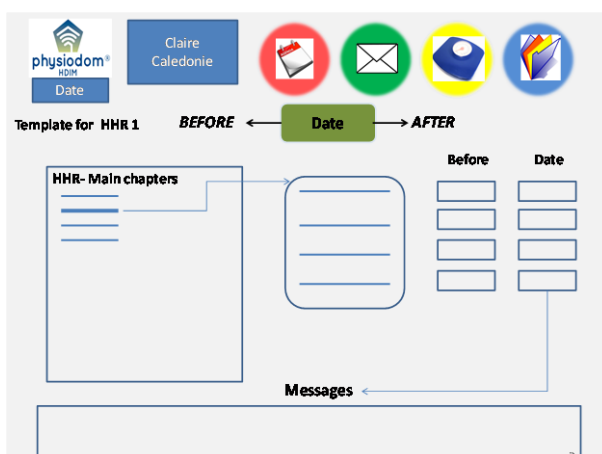 physiodom®
HDIM
Date
Claire
Caledonie
Template for HHR 1
BEFORE
Date
AFTER
Before
Date
HHR- Main chapters
Messages